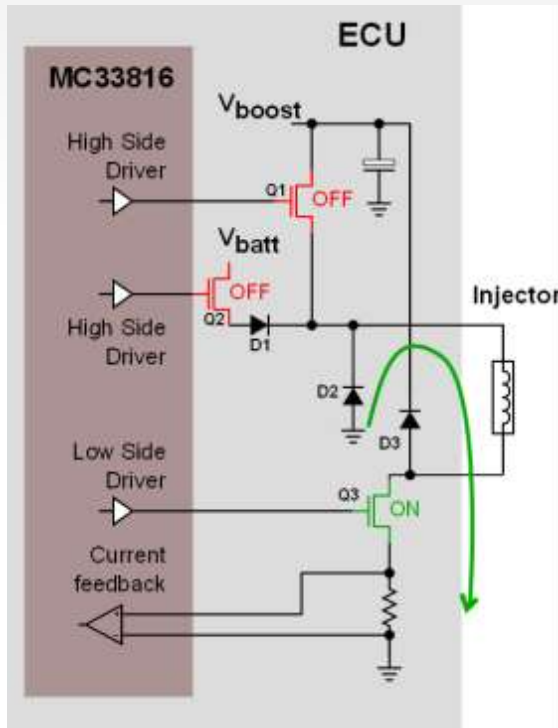 ECU
MC33816
Vboost
High Side
Driver
Q1
OFF
Vbatt
OFF
Q2
D1
High Side
Driver
Injector
D2
D3
Low Side
Driver
Q3
ON
Current
feedback